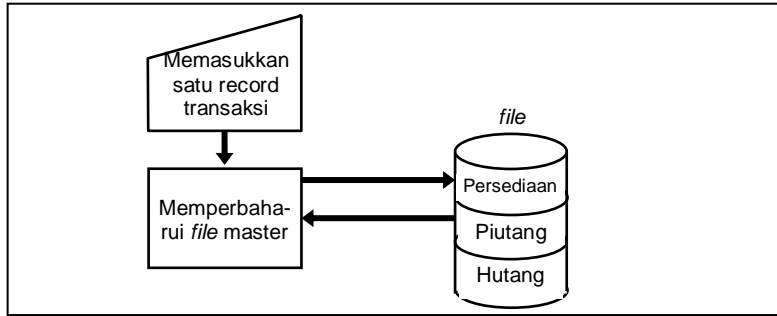 Memasukkan
satu record
transaksi
file
Memperbaha-
rui file master
Persediaan
Piutang
Hutang